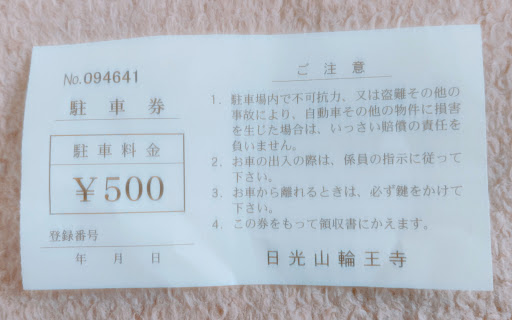 No.094641
駐車券
駐車料金
¥500
登録番号
年 月 日
ご注意
1. 駐車場内で不可抗力、又は盗難その他の
事故により、自動車その他の物件に損害
を生じた場合は、いっさい賠償の責任を
負いません。
2. お車の出入の際は、係員の指示に従って
下さい。
3. お車から離れるときは、必ず鍵をかけて
下さい。
4. この券をもって領収書にかえます。
日光山輪王寺